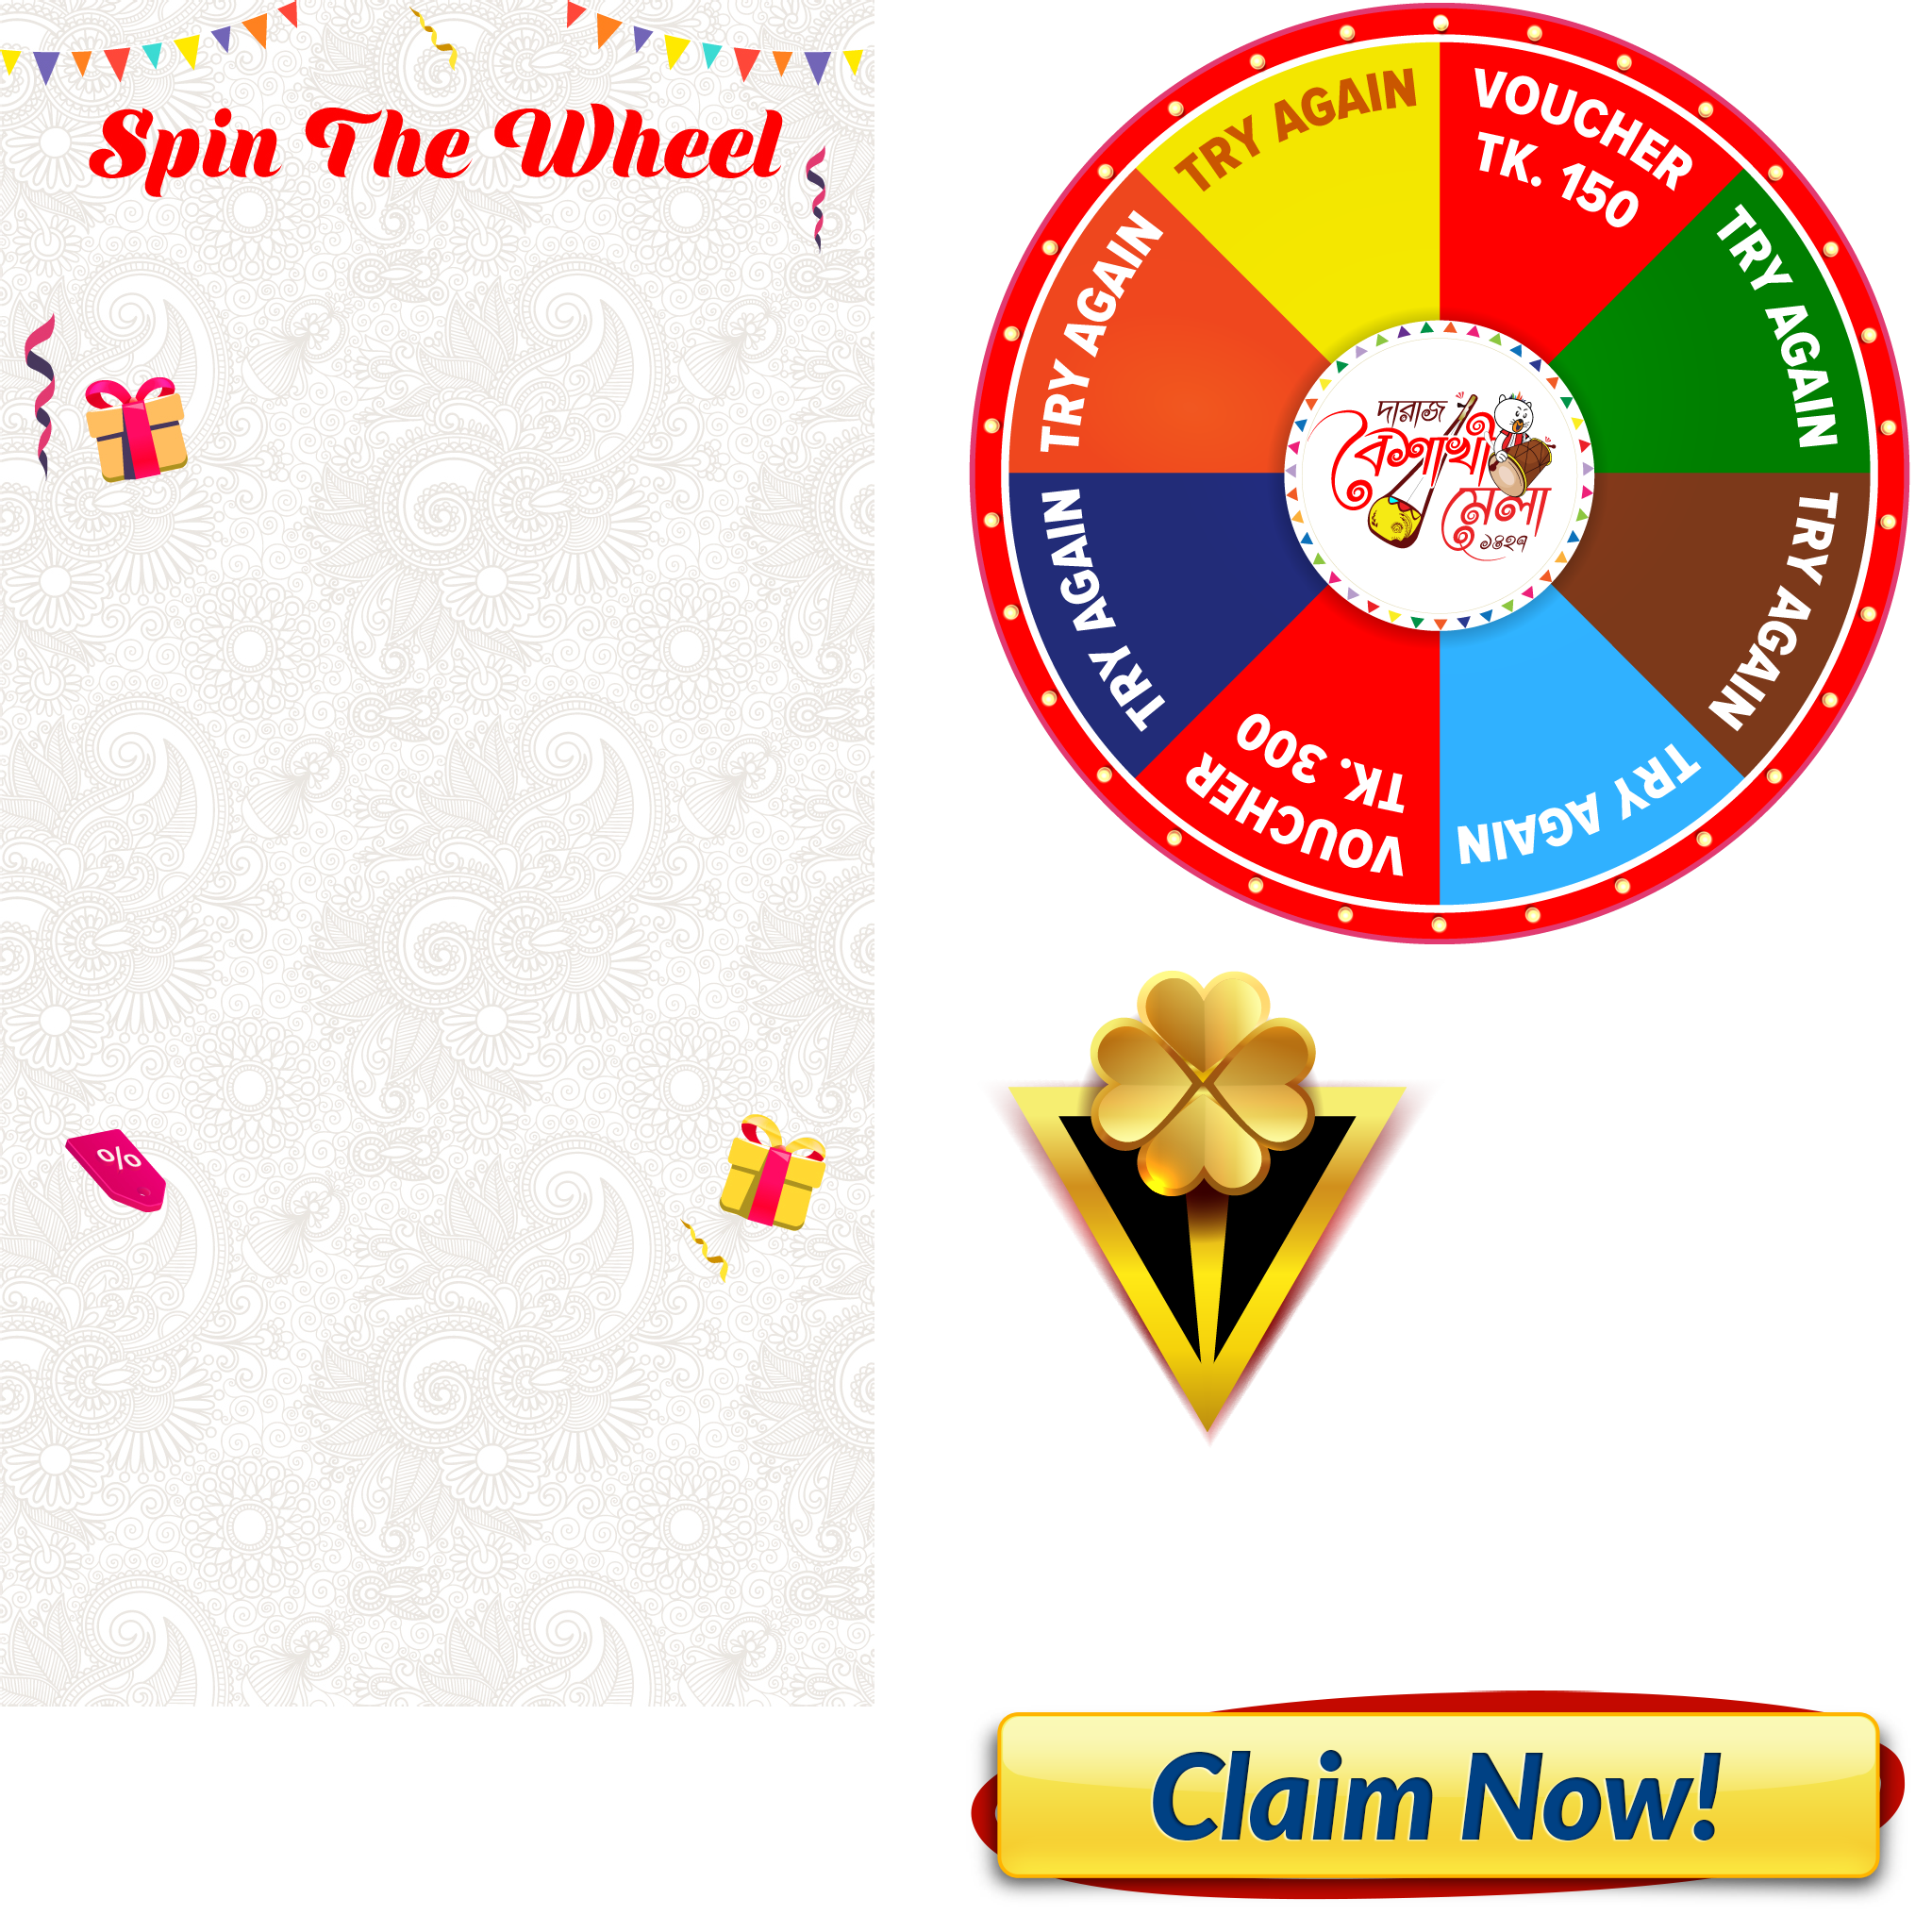 Spin The Wheel
%
TRY AGAIN
VOUCHER
TK. 150
TRY AGAIN
TRY AGAIN
TRY AGAIN
VOUCHER
TK. 300
TRY AGAIN
TRY AGAIN
দারাজ
বৈশাখী
মেলা
১৪২৭
Claim Now!